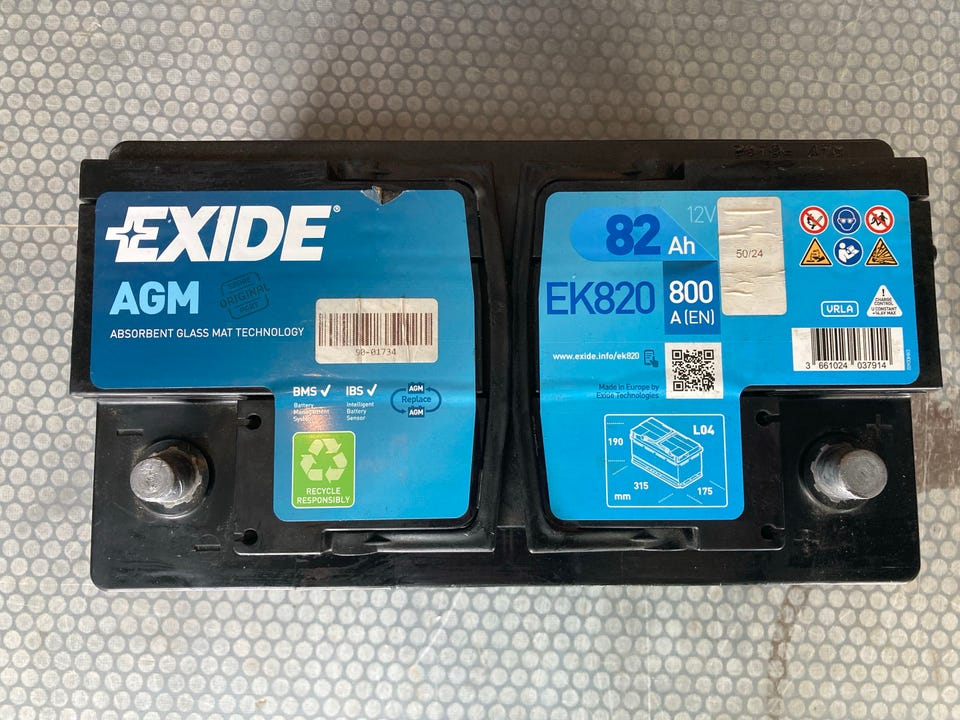 EXIDE®
AGM
ORIGINAL
ABSORBENT GLASS MAT TECHNOLOGY
90-01734
BMS ✓
Battery
Management
System
IBS ✓
Intelligent
Battery
Sensor
AGM
Replace
AGM
RECYCLE
RESPONSIBLY
12V
82 Ah
50/24
EK820
800
A (EN)
www.exide.info/ek820
Made in Europe by
Exide Technologies
VRLA
CHARGE
CONTROL
3 661024 037914
L04
190
315
175
mm
−
+